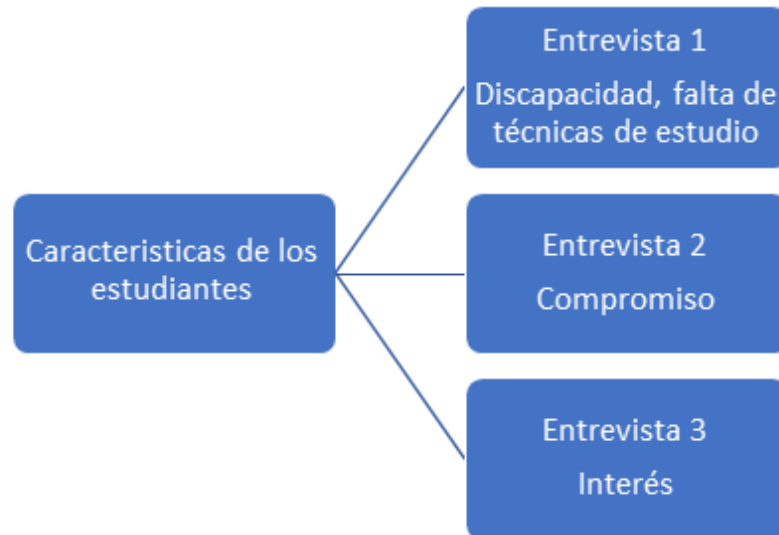 Entrevista 1
Discapacidad, falta de
técnicas de estudio
Caracteristicas de los
estudiantes
Entrevista 2
Compromiso
Entrevista 3
Interés